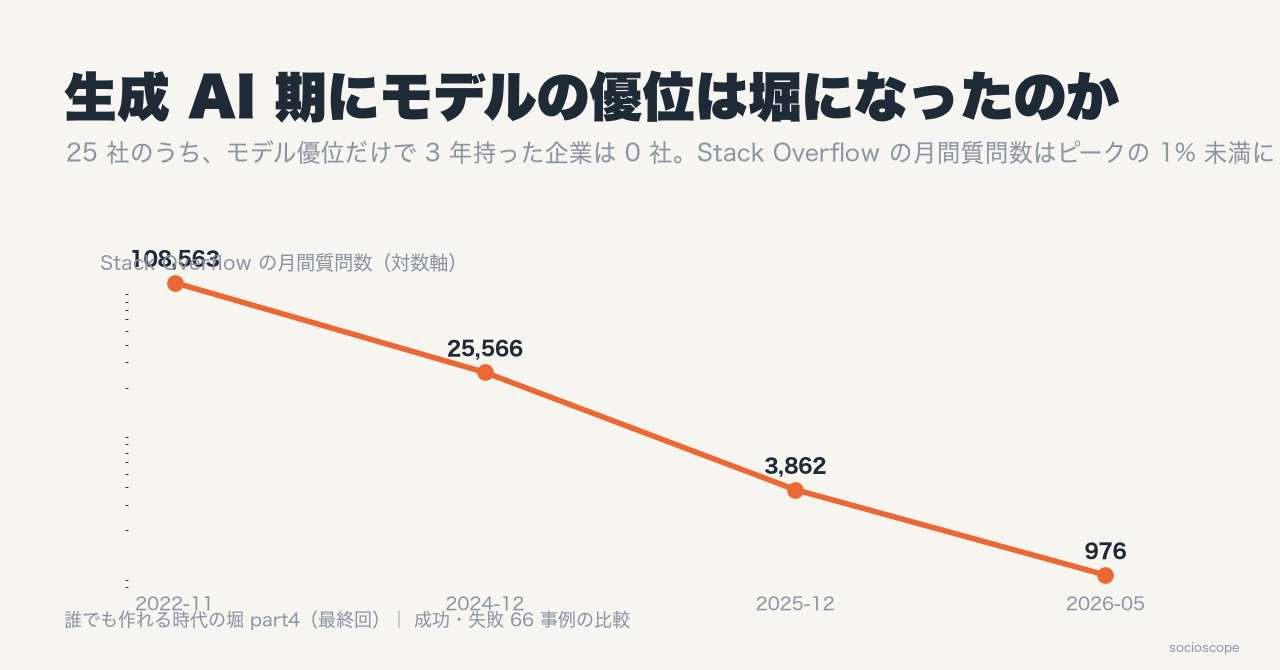 生成 AI 期にモデルの優位は堀になったのか
25 社のうち、モデル優位だけで 3 年持った企業は 0 社。Stack Overflow の月間質問数はピークの 1% 未満に
108,563
Stack Overflow の月間質問数（対数軸）
25,566
3,862
976
2022-11 2024-12 2025-12 2026-05
誰でも作れる時代の堀 part4（最終回）｜ 成功・失敗 66 事例の比較
socioscope